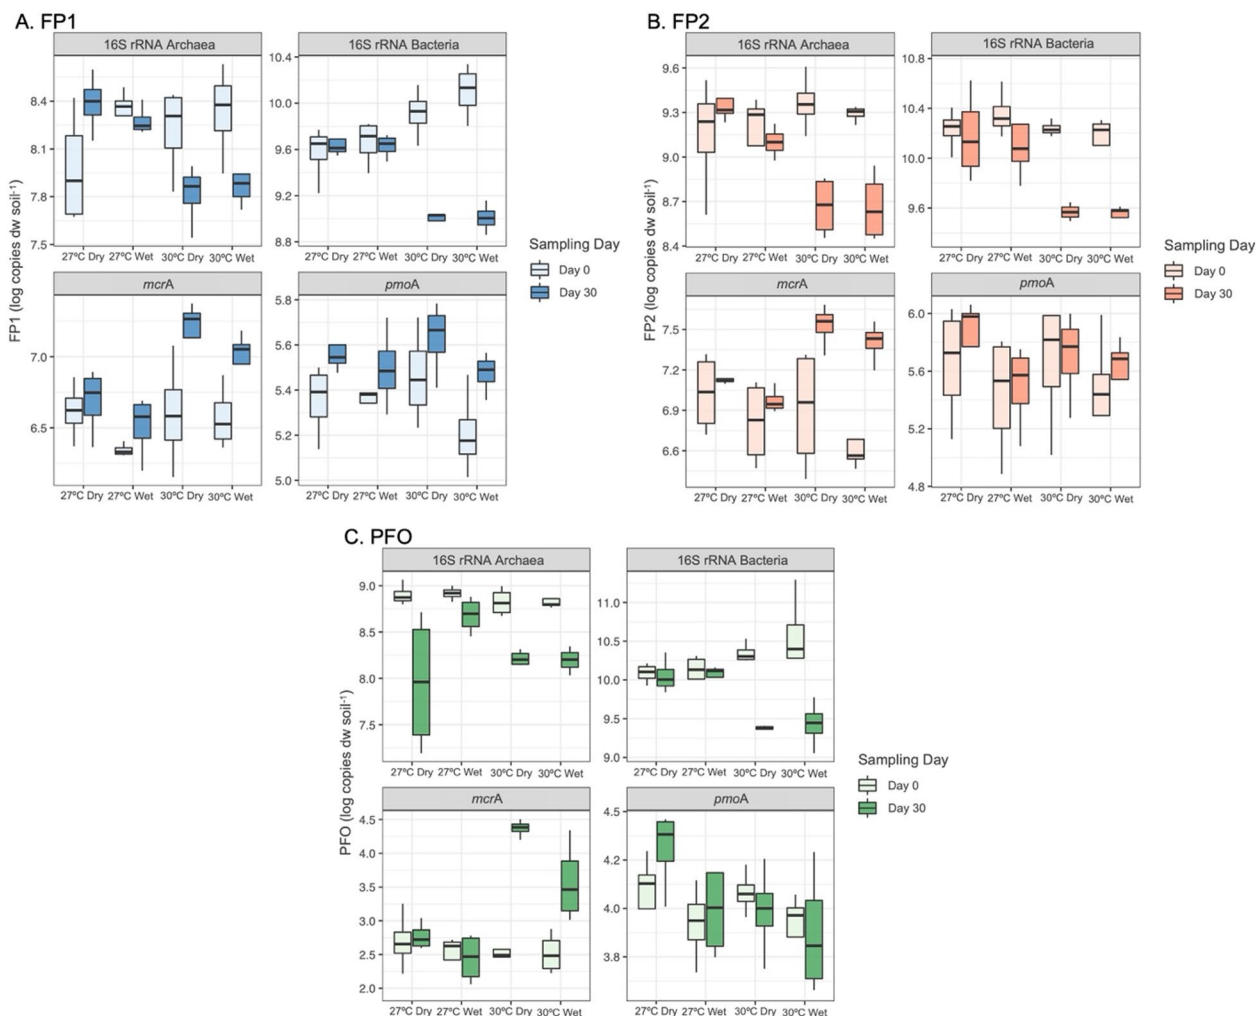 A. FP1
16S rRNA Archaea
16S rRNA Bacteria
8.4
8.1
7.8
7.5
10.4
10.0
9.6
9.2
8.8
27ºC Dry 27ºC Wet 30ºC Dry 30ºC Wet
27ºC Dry 27ºC Wet 30ºC Dry 30ºC Wet
FP1 (log copies dw soil⁻¹)
mcrA
pmoA
7.0
6.5
5.8
5.6
5.4
5.2
5.0
27ºC Dry 27ºC Wet 30ºC Dry 30ºC Wet
27ºC Dry 27ºC Wet 30ºC Dry 30ºC Wet
Sampling Day
Day 0
Day 30
B. FP2
16S rRNA Archaea
16S rRNA Bacteria
9.6
9.3
9.0
8.7
8.4
10.8
10.4
10.0
9.6
27ºC Dry 27ºC Wet 30ºC Dry 30ºC Wet
27ºC Dry 27ºC Wet 30ºC Dry 30ºC Wet
FP2 (log copies dw soil⁻¹)
mcrA
pmoA
7.5
7.2
6.9
6.6
6.0
5.6
5.2
4.8
27ºC Dry 27ºC Wet 30ºC Dry 30ºC Wet
27ºC Dry 27ºC Wet 30ºC Dry 30ºC Wet
Sampling Day
Day 0
Day 30
C. PFO
16S rRNA Archaea
16S rRNA Bacteria
9.0
8.5
8.0
7.5
11.0
10.5
10.0
9.5
9.0
27ºC Dry 27ºC Wet 30ºC Dry 30ºC Wet
27ºC Dry 27ºC Wet 30ºC Dry 30ºC Wet
PFO (log copies dw soil⁻¹)
mcrA
pmoA
4.5
4.0
3.5
3.0
2.5
2.0
4.5
4.2
4.0
3.8
27ºC Dry 27ºC Wet 30ºC Dry 30ºC Wet
27ºC Dry 27ºC Wet 30ºC Dry 30ºC Wet
Sampling Day
Day 0
Day 30